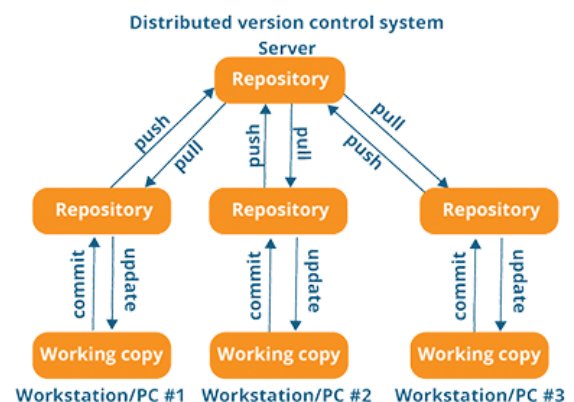 Distributed version control system
Server
Repository
push
pull
push
pull
push
pull
Repository
Repository
Repository
commit
update
commit
update
commit
update
Working copy
Working copy
Working copy
Workstation/PC #1
Workstation/PC #2
Workstation/PC #3